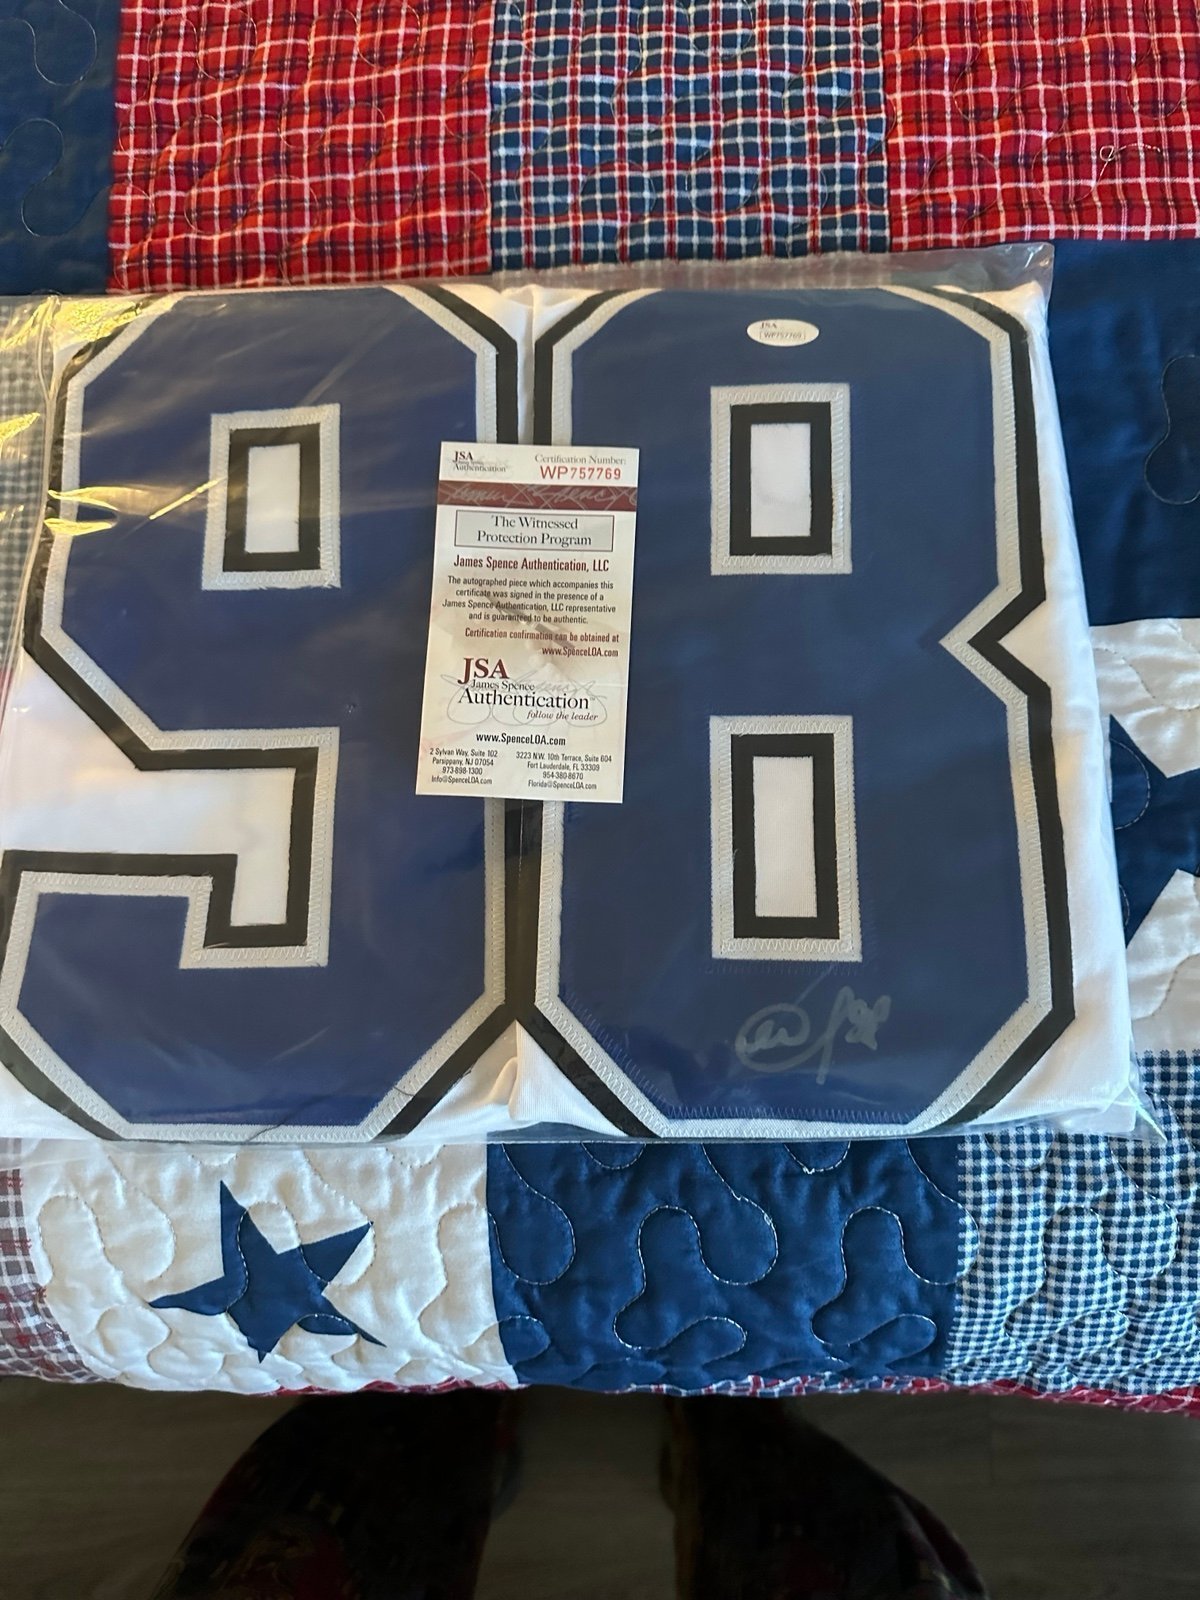 98
JSA
WP757769
JSA
James Spence
Authentication
Certification Number:
WP757769
The Witnessed
Protection Program
James Spence Authentication, LLC
The autographed piece which accompanies this
certificate was signed in the presence of a
James Spence Authentication, LLC representative
and is guaranteed to be authentic.
Certification confirmation can be obtained at
www.SpenceLOA.com
JSA
James Spence
Authentication™
follow the leader
www.SpenceLOA.com
2 Sylvan Way, Suite 102
Parsippany, NJ 07054
973-898-1300
Info@SpenceLOA.com
3223 N.W. 10th Terrace, Suite 604
Fort Lauderdale, FL 33309
954-380-8670
Florida@SpenceLOA.com